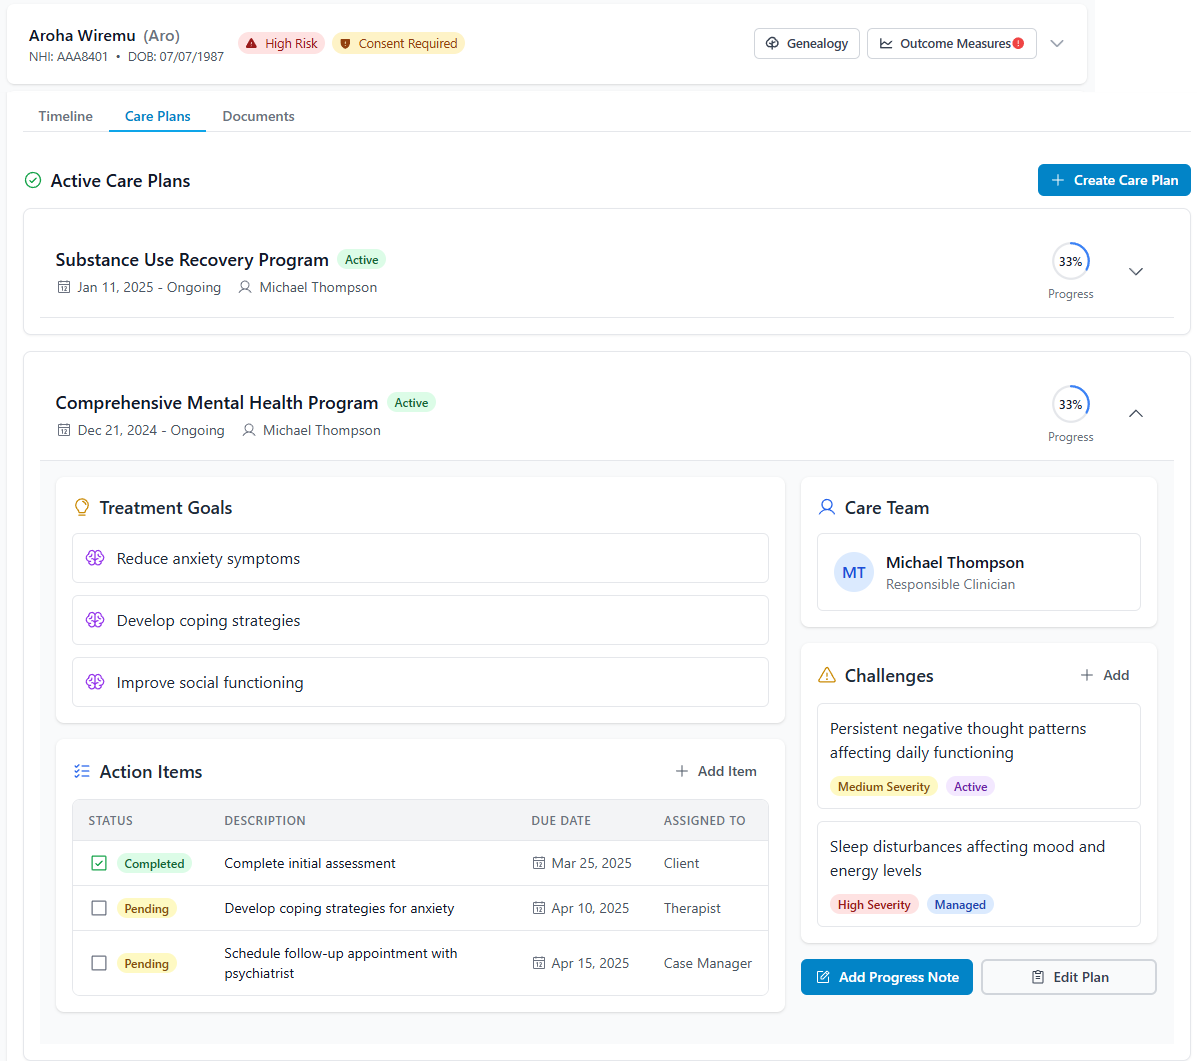 Aroha Wiremu (Aro)
High Risk
Consent Required
NHI: AAA8401 • DOB: 07/07/1987
Genealogy
Outcome Measures
Timeline
Care Plans
Documents
Active Care Plans
Create Care Plan
Substance Use Recovery Program
Active
Jan 11, 2025 - Ongoing
Michael Thompson
33%
Progress
Comprehensive Mental Health Program
Active
Dec 21, 2024 - Ongoing
Michael Thompson
33%
Progress
Treatment Goals
Reduce anxiety symptoms
Develop coping strategies
Improve social functioning
Action Items
Add Item
STATUS DESCRIPTION DUE DATE ASSIGNED TO
Completed Complete initial assessment Mar 25, 2025 Client
Pending Develop coping strategies for anxiety Apr 10, 2025 Therapist
Pending Schedule follow-up appointment with
psychiatrist Apr 15, 2025 Case Manager
Care Team
MT
Michael Thompson
Responsible Clinician
Challenges
Add
Persistent negative thought patterns
affecting daily functioning
Medium Severity Active
Sleep disturbances affecting mood and
energy levels
High Severity Managed
Add Progress Note
Edit Plan